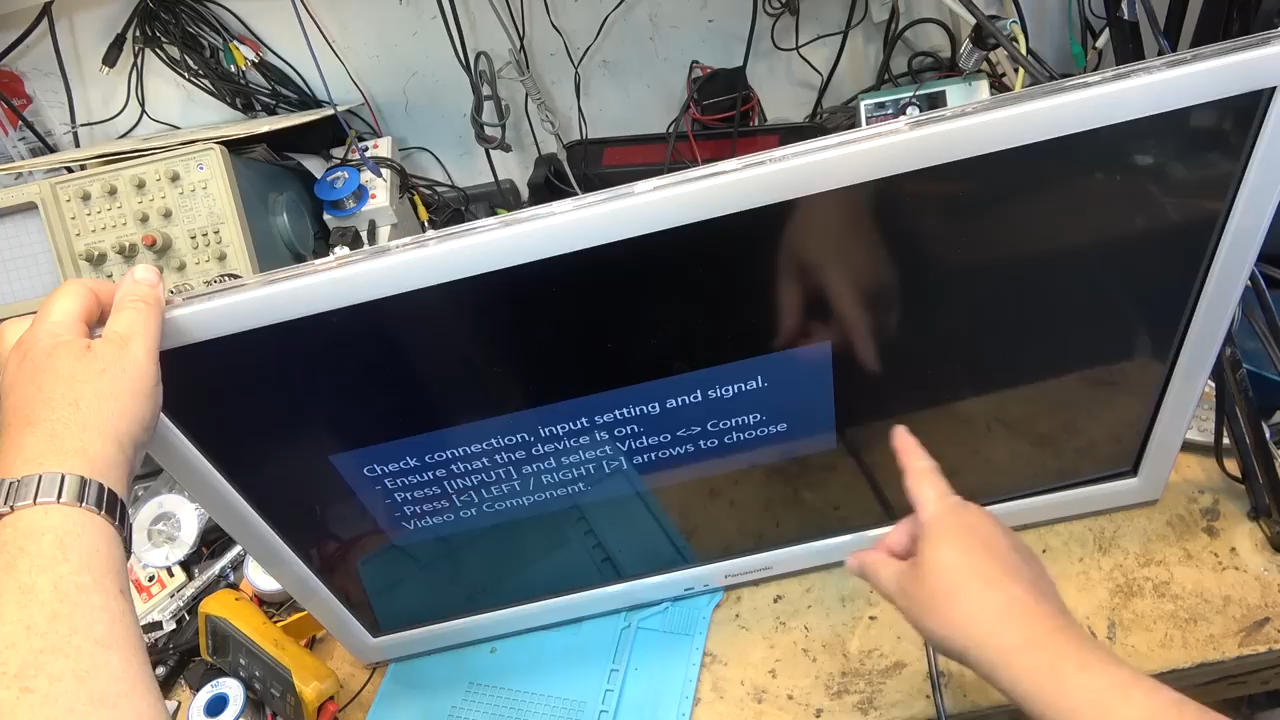 Check connection, input setting and signal.
- Ensure that the device is on.
- Press [INPUT] and select Video <-> Comp.
- Press [<] LEFT / RIGHT [>] arrows to choose
Video or Component.
Panasonic